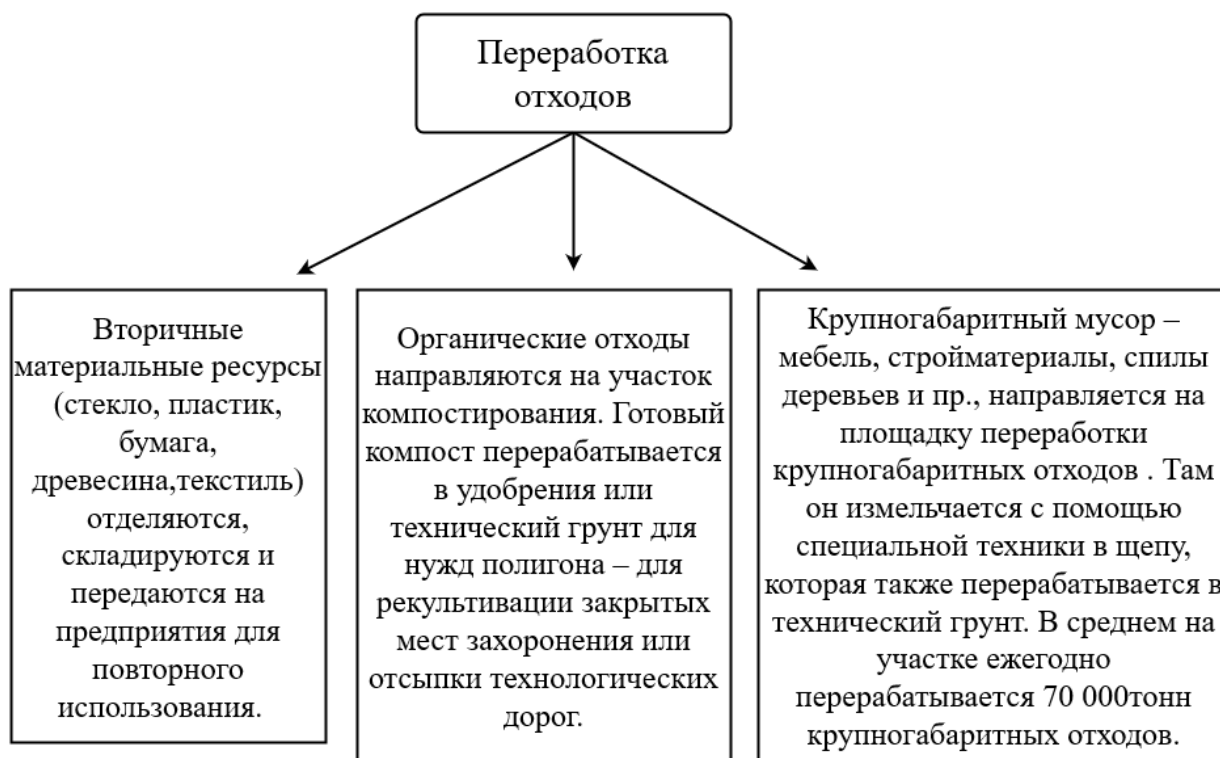 Переработка
отходов
Вторичные
материальные ресурсы
(стекло, пластик,
бумага,
древесина,текстиль)
отделяются,
складируются и
передаются на
предприятия для
повторного
использования.
Органические отходы
направляются на участок
компостирования. Готовый
компост перерабатывается
в удобрения или
технический грунт для
нужд полигона – для
рекультивации закрытых
мест захоронения или
отсыпки технологических
дорог.
Крупногабаритный мусор –
мебель, стройматериалы, спилы
деревьев и пр., направляется на
площадку переработки
крупногабаритных отходов . Там
он измельчается с помощью
специальной техники в щепу,
которая также перерабатывается в
технический грунт. В среднем на
участке ежегодно
перерабатывается 70 000тонн
крупногабаритных отходов.